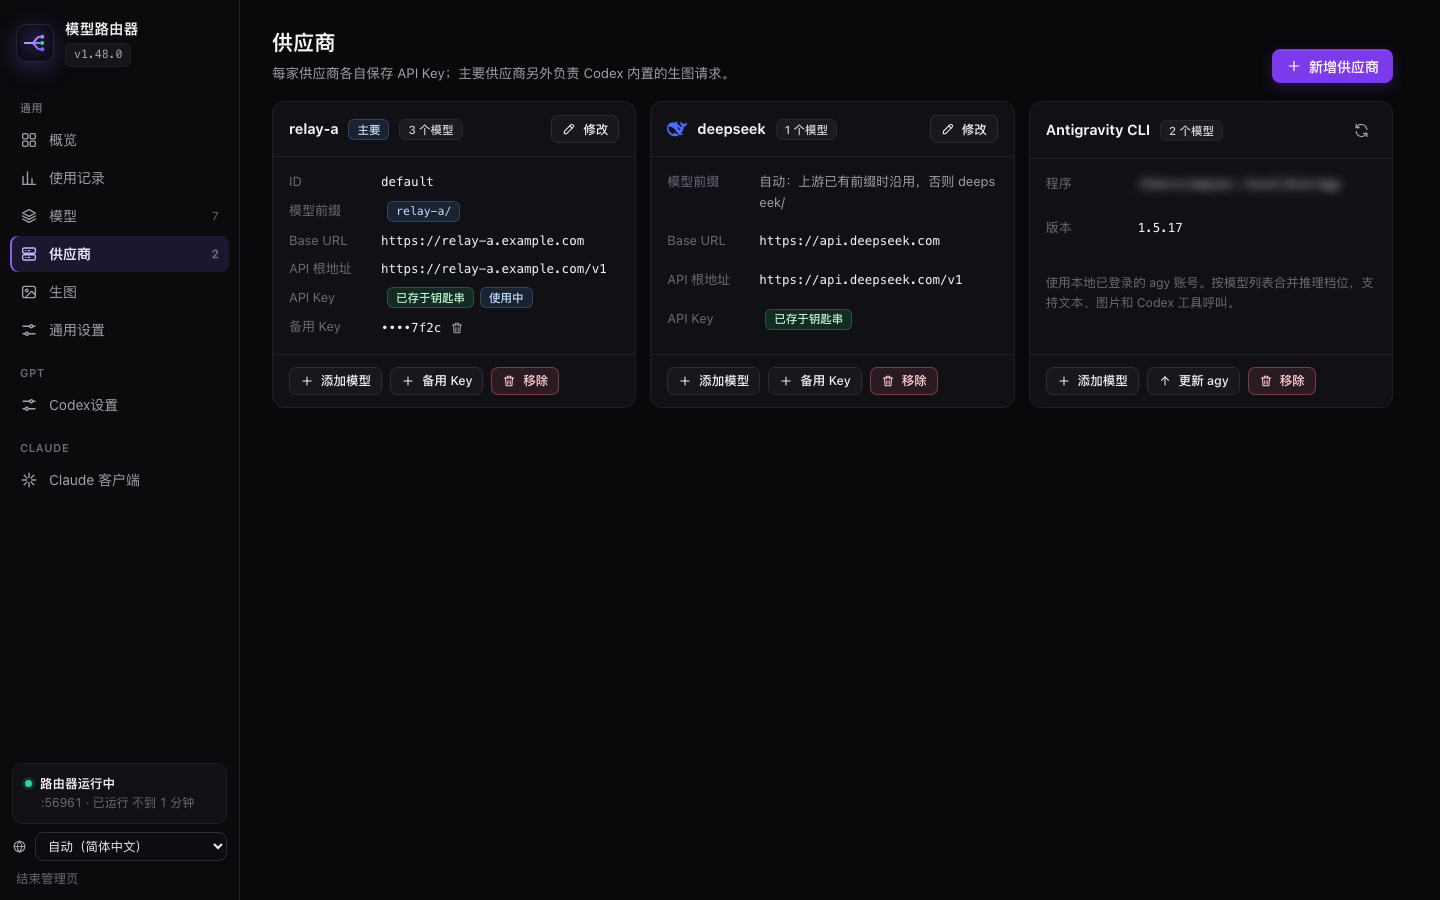 模型路由器
v1.48.0
通用
概览
使用记录
模型 7
供应商 2
生图
通用设置
GPT
Codex设置
CLAUDE
Claude 客户端
路由器运行中
:56961 · 已运行 不到 1 分钟
自动（简体中文）
结束管理页
供应商
每家供应商各自保存 API Key；主要供应商另外负责 Codex 内置的生图请求。
新增供应商
relay-a 主要 3 个模型 修改
ID default
模型前缀 relay-a/
Base URL https://relay-a.example.com
API 根地址 https://relay-a.example.com/v1
API Key 已存于钥匙串 使用中
备用 Key ••••7f2c
添加模型 备用 Key 移除
deepseek 1 个模型 修改
模型前缀 自动：上游已有前缀时沿用，否则 deeps
eek/
Base URL https://api.deepseek.com
API 根地址 https://api.deepseek.com/v1
API Key 已存于钥匙串
添加模型 备用 Key 移除
Antigravity CLI 2 个模型
程序
版本 1.5.17
使用本地已登录的 agy 账号。按模型列表合并推理档位，支
持文本、图片和 Codex 工具呼叫。
添加模型 更新 agy 移除